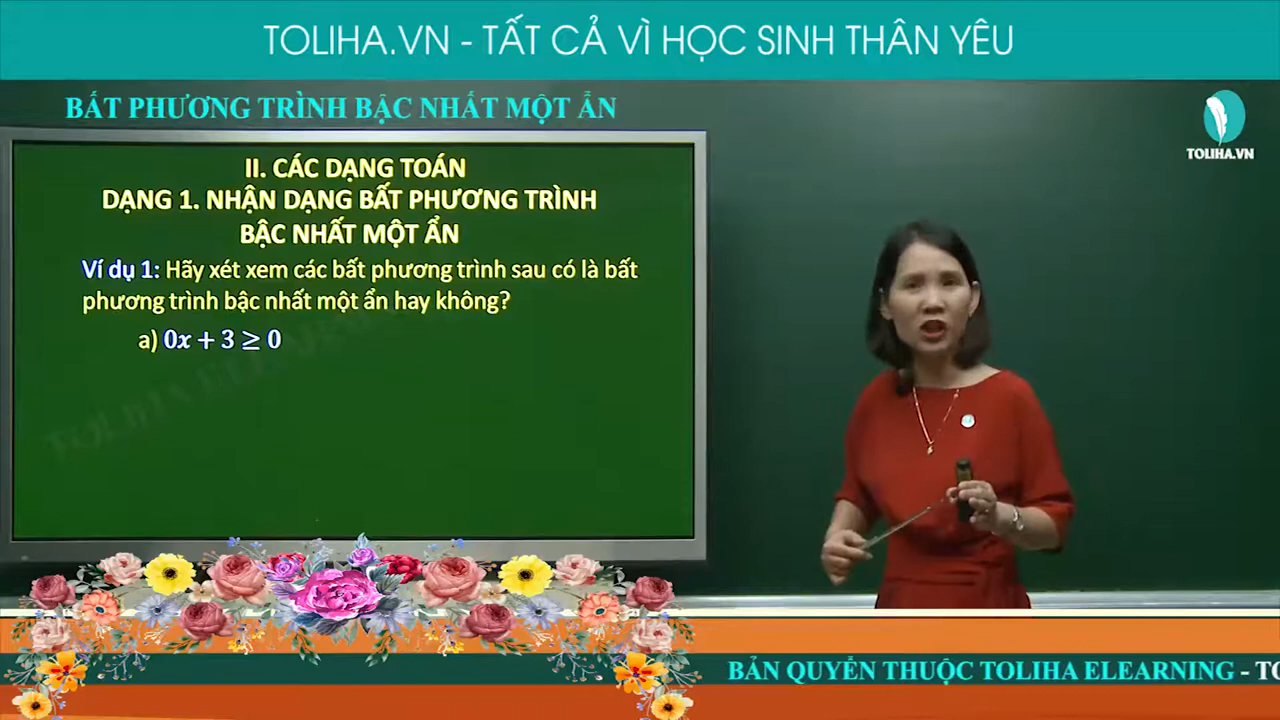 TOLIHA.VN - TẤT CẢ VÌ HỌC SINH THÂN YÊU
BẤT PHƯƠNG TRÌNH BẬC NHẤT MỘT ẨN
TOLIHA.VN
II. CÁC DẠNG TOÁN
DẠNG 1. NHẬN DẠNG BẤT PHƯƠNG TRÌNH
BẬC NHẤT MỘT ẨN
Ví dụ 1: Hãy xét xem các bất phương trình sau có là bất
phương trình bậc nhất một ẩn hay không?
a) 0x + 3 ≥ 0
BẢN QUYỀN THUỘC TOLIHA ELEARNING - TO